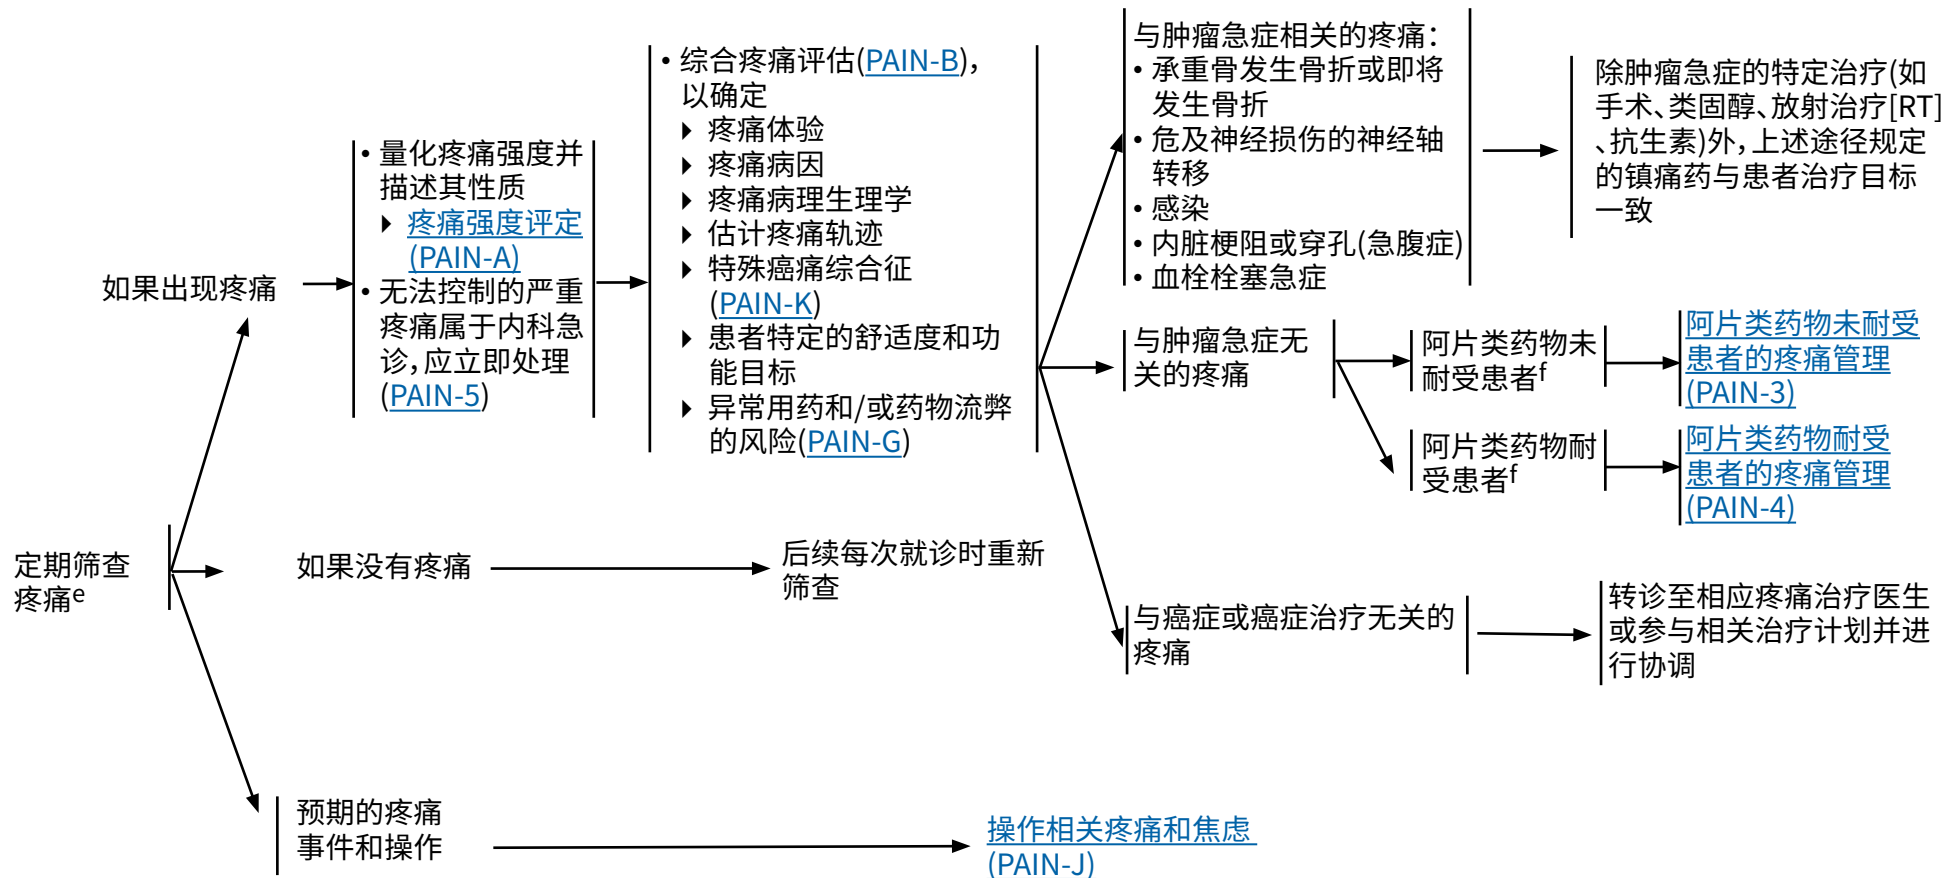 定期筛查
疼痛e
如果出现疼痛
• 量化疼痛强度并
描述其性质
疼痛强度评定
(PAIN-A)
• 无法控制的严重
疼痛属于内科急
诊,应立即处理
(PAIN-5)
• 综合疼痛评估(PAIN-B),
以确定
疼痛体验
疼痛病因
疼痛病理生理学
估计疼痛轨迹
特殊癌痛综合征
(PAIN-K)
患者特定的舒适度和功
能目标
异常用药和/或药物流弊
的风险(PAIN-G)
与肿瘤急症相关的疼痛:
• 承重骨发生骨折或即将
发生骨折
• 危及神经损伤的神经轴
转移
• 感染
• 内脏梗阻或穿孔(急腹症)
• 血栓栓塞急症
除肿瘤急症的特定治疗(如
手术、类固醇、放射治疗[RT]
、抗生素)外,上述途径规定
的镇痛药与患者治疗目标
一致
与肿瘤急症无
关的疼痛
阿片类药物未
耐受患者f
阿片类药物未耐受
患者的疼痛管理
(PAIN-3)
阿片类药物耐
受患者f
阿片类药物耐受
患者的疼痛管理
(PAIN-4)
与癌症或癌症治疗无关的
疼痛
转诊至相应疼痛治疗医生
或参与相关治疗计划并进
行协调
如果没有疼痛
后续每次就诊时重新
筛查
预期的疼痛
事件和操作
操作相关疼痛和焦虑
(PAIN-J)